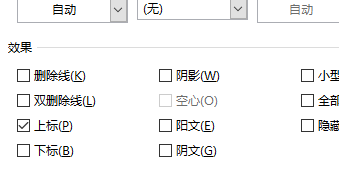 自动 (无) 自动
效果
删除线(K) 阴影(W) 小型
双删除线(L) 空心(O) 全部
上标(P) 阳文(E) 隐藏
下标(B) 阴文(G)